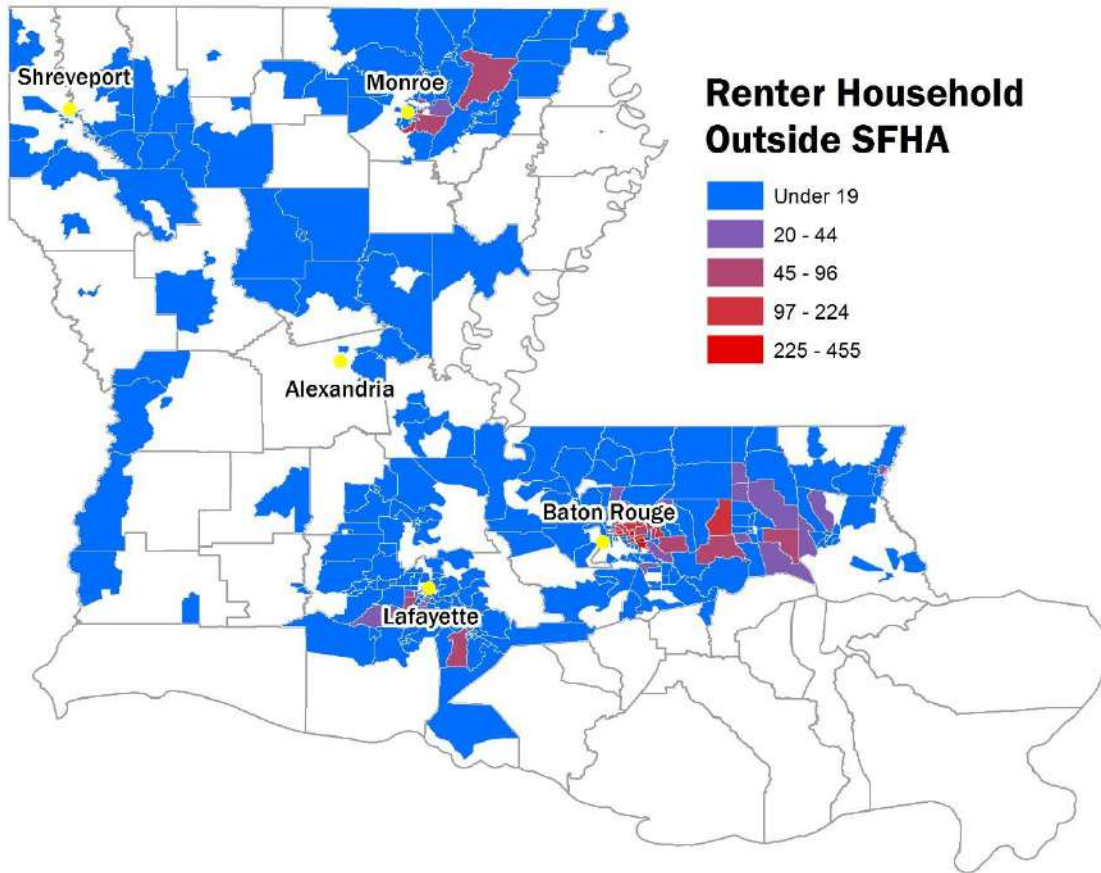 Shreveport
Monroe
Renter Household
Outside SFHA
Under 19
20 - 44
45 - 96
97 - 224
225 - 455
Alexandria
Baton Rouge
Lafayette